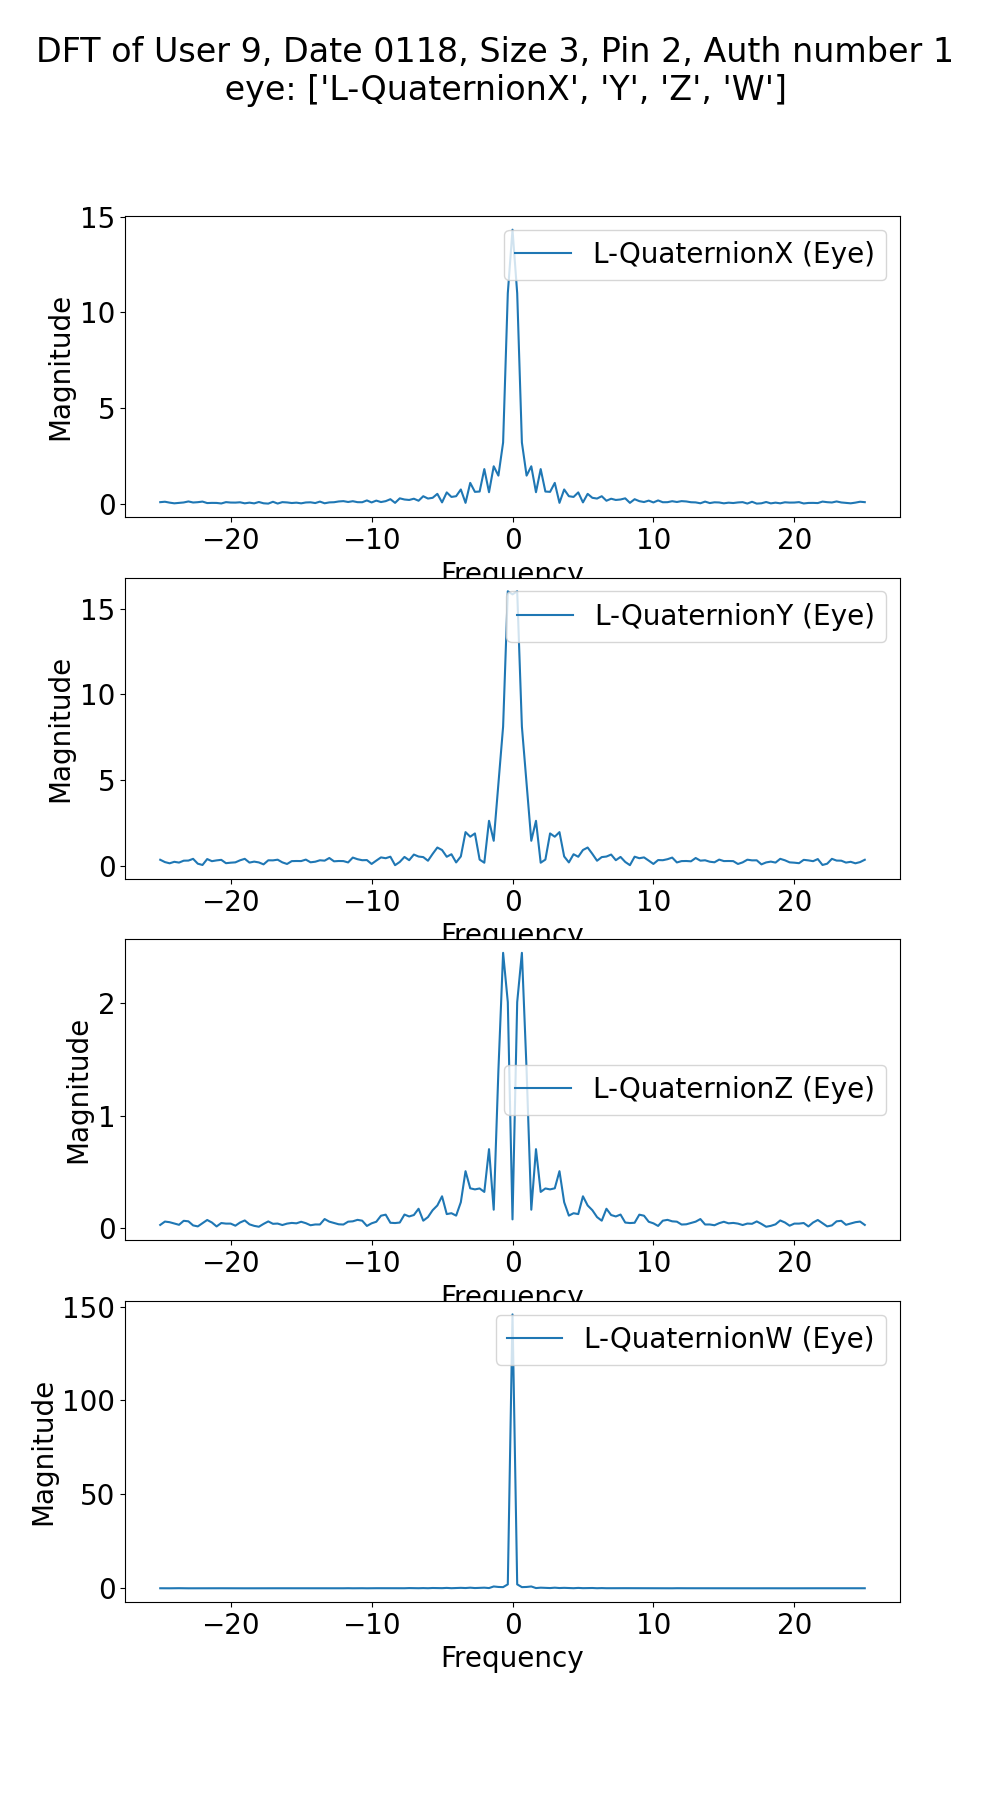 DFT of User 9, Date 0118, Size 3, Pin 2, Auth number 1
eye: ['L-QuaternionX', 'Y', 'Z', 'W']
15
10
5
0
Magnitude
L-QuaternionX (Eye)
−20 −10 0 10 20
Frequency
15
10
5
0
Magnitude
L-QuaternionY (Eye)
−20 −10 0 10 20
Frequency
2
1
0
Magnitude
L-QuaternionZ (Eye)
−20 −10 0 10 20
Frequency
150
100
50
0
Magnitude
L-QuaternionW (Eye)
−20 −10 0 10 20
Frequency